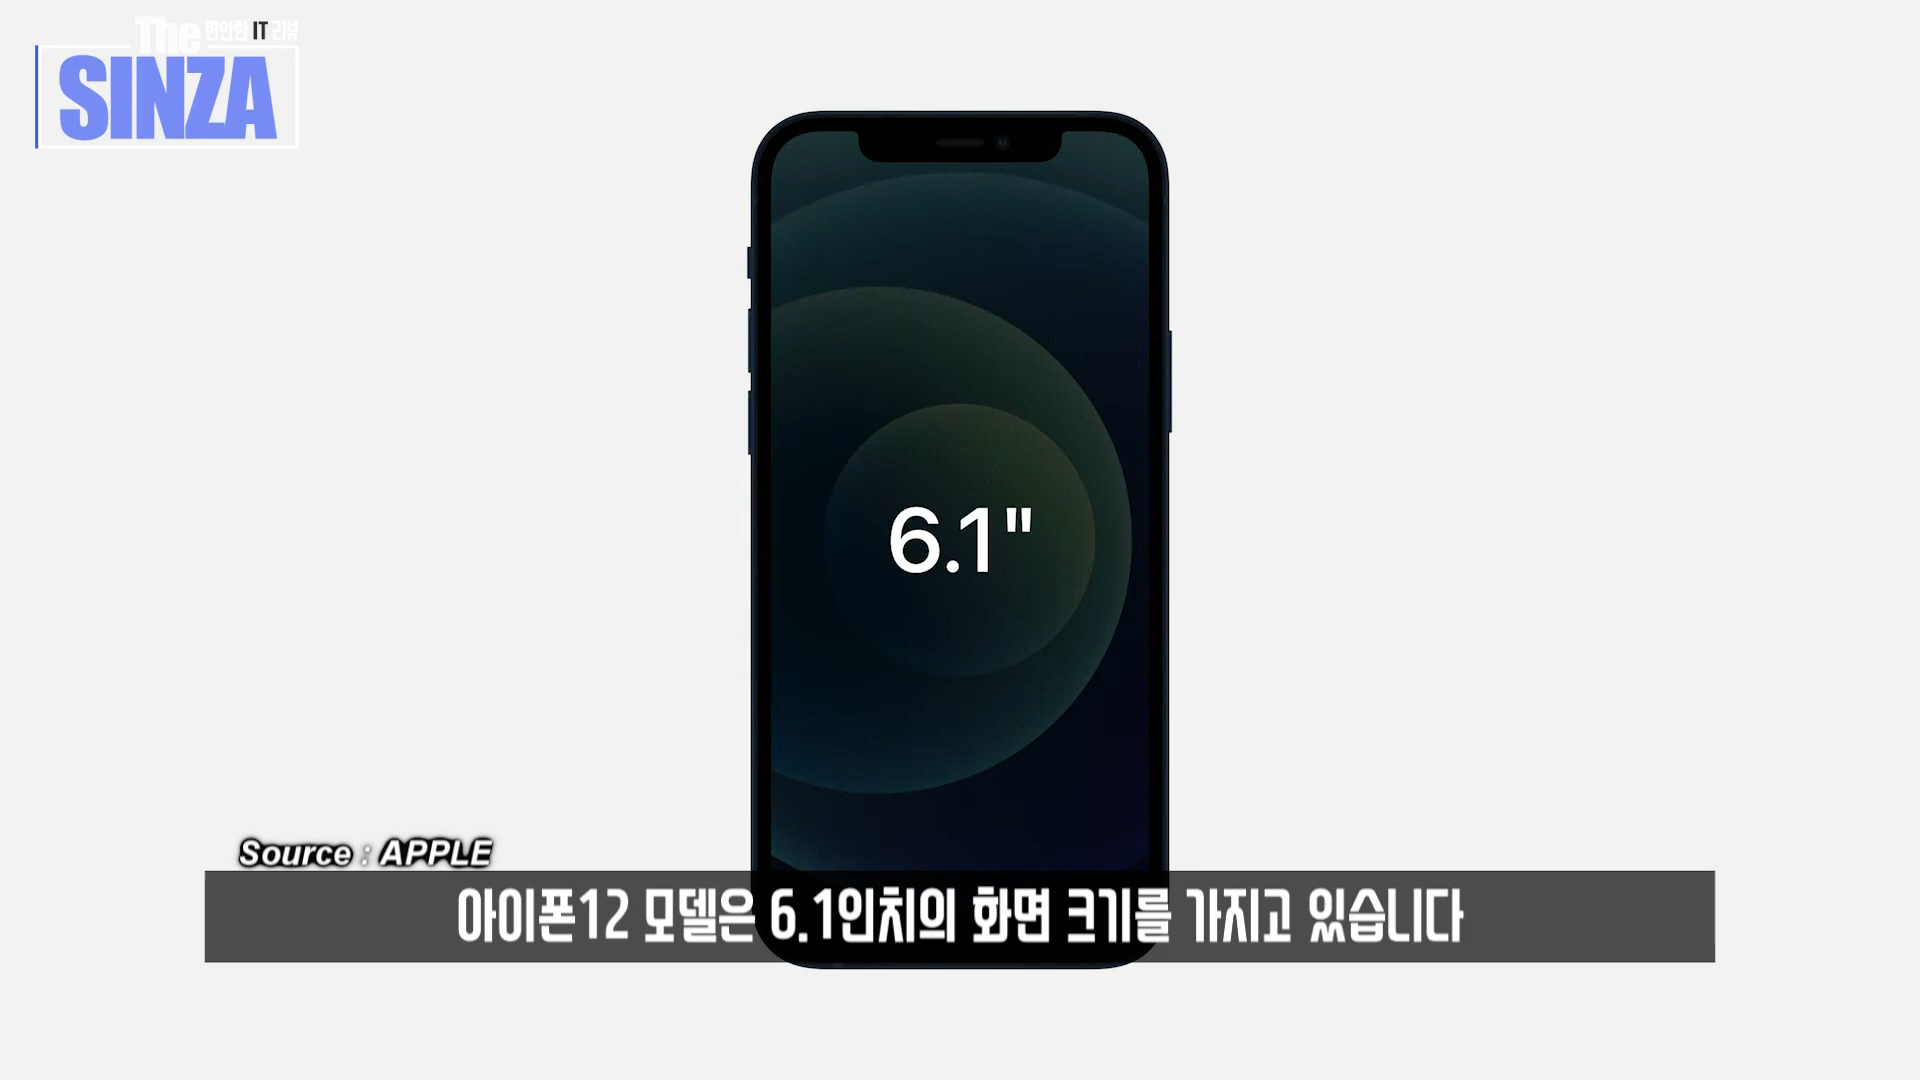 The 편안한 IT 리뷰
SINZA
6.1"
Source : APPLE
아이폰12 모델은 6.1인치의 화면 크기를 가지고 있습니다